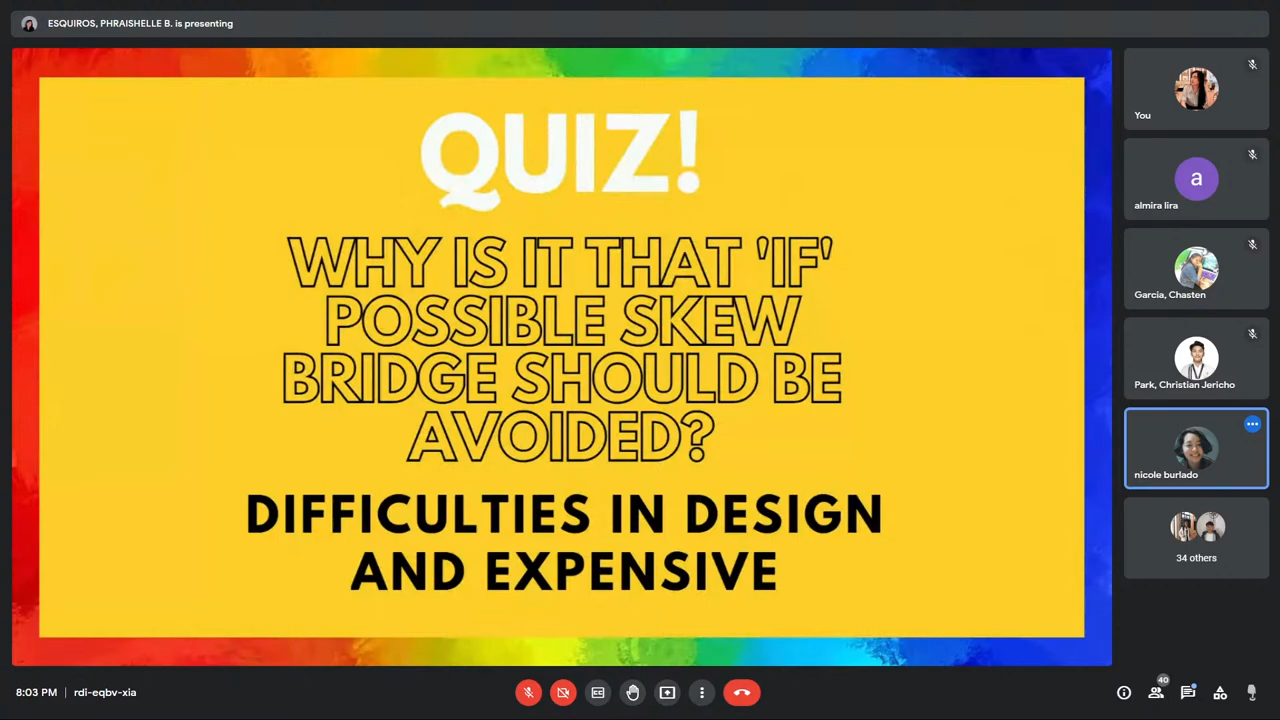 ESQUIROS, PHRAISHELLE B. is presenting
QUIZ!
WHY IS IT THAT 'IF'
POSSIBLE SKEW
BRIDGE SHOULD BE
AVOIDED?
DIFFICULTIES IN DESIGN
AND EXPENSIVE
You
a
almira lira
Garcia, Chasten
Park, Christian Jericho
nicole burlado
34 others
8:03 PM | rdi-eqbv-xia
CC
40